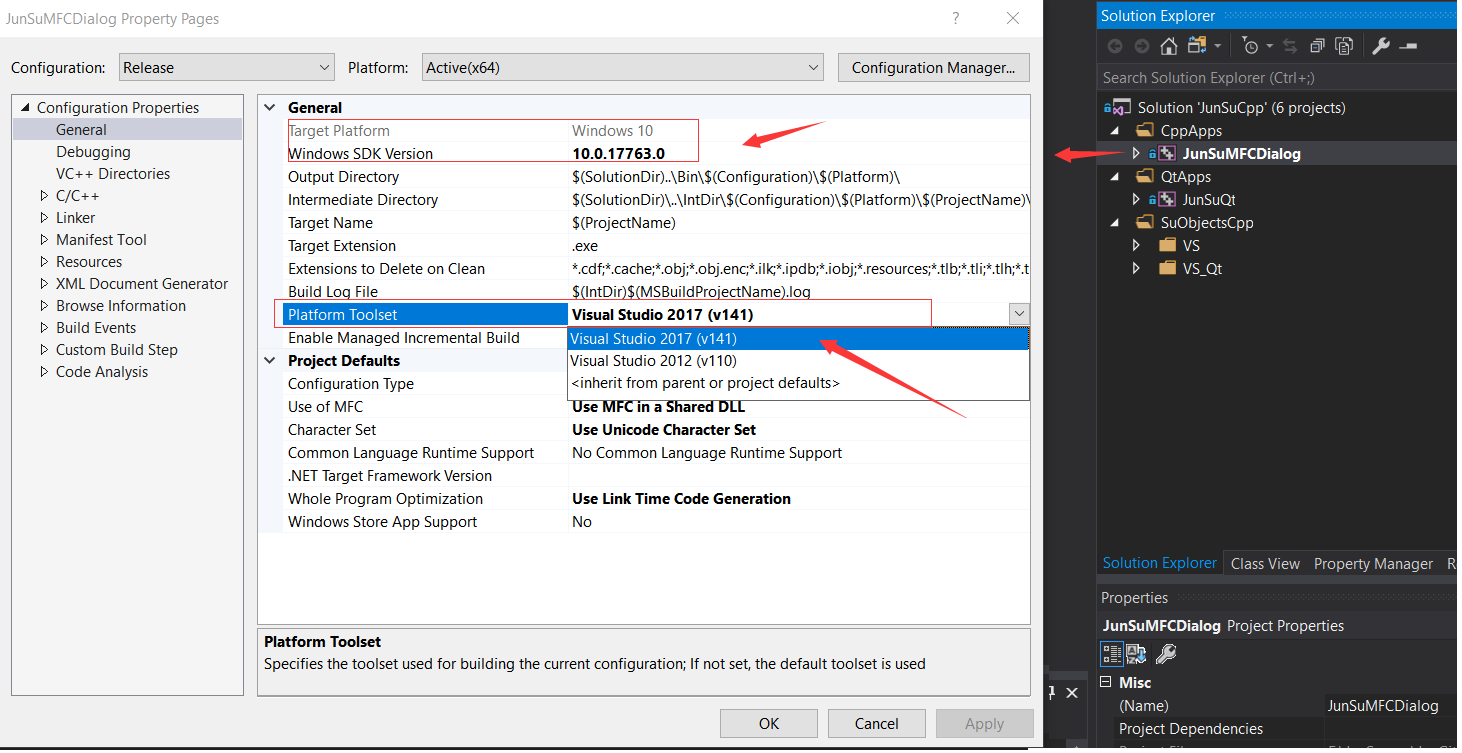 JunSuMFCDialog Property Pages
Configuration: Release Platform: Active(x64) Configuration Manager...
Configuration Properties
General
Debugging
VC++ Directories
C/C++
Linker
Manifest Tool
Resources
XML Document Generator
Browse Information
Build Events
Custom Build Step
Code Analysis
General
Target Platform Windows 10
Windows SDK Version 10.0.17763.0
Output Directory $(SolutionDir)..\Bin\$(Configuration)\$(Platform)\
Intermediate Directory $(SolutionDir)\..\IntDir\$(Configuration)\$(Platform)\$(ProjectName)\
Target Name $(ProjectName)
Target Extension .exe
Extensions to Delete on Clean *.cdf;*.cache;*.obj;*.obj.enc;*.ilk;*.ipdb;*.iobj;*.resources;*.tlb;*.tli;*.tlh;*.t
Build Log File $(IntDir)$(MSBuildProjectName).log
Platform Toolset Visual Studio 2017 (v141)
Enable Managed Incremental Build
Visual Studio 2017 (v141)
Visual Studio 2012 (v110)
<inherit from parent or project defaults>
Project Defaults
Configuration Type
Use of MFC Use MFC in a Shared DLL
Character Set Use Unicode Character Set
Common Language Runtime Support No Common Language Runtime Support
.NET Target Framework Version
Whole Program Optimization Use Link Time Code Generation
Windows Store App Support No
Platform Toolset
Specifies the toolset used for building the current configuration; If not set, the default toolset is used
OK Cancel Apply
Solution Explorer
Search Solution Explorer (Ctrl+;)
Solution 'JunSuCpp' (6 projects)
CppApps
JunSuMFCDialog
QtApps
JunSuQt
SuObjectsCpp
VS
VS_Qt
Solution Explorer Class View Property Manager R
Properties
JunSuMFCDialog Project Properties
Misc
(Name) JunSuMFCDialog
Project Dependencies